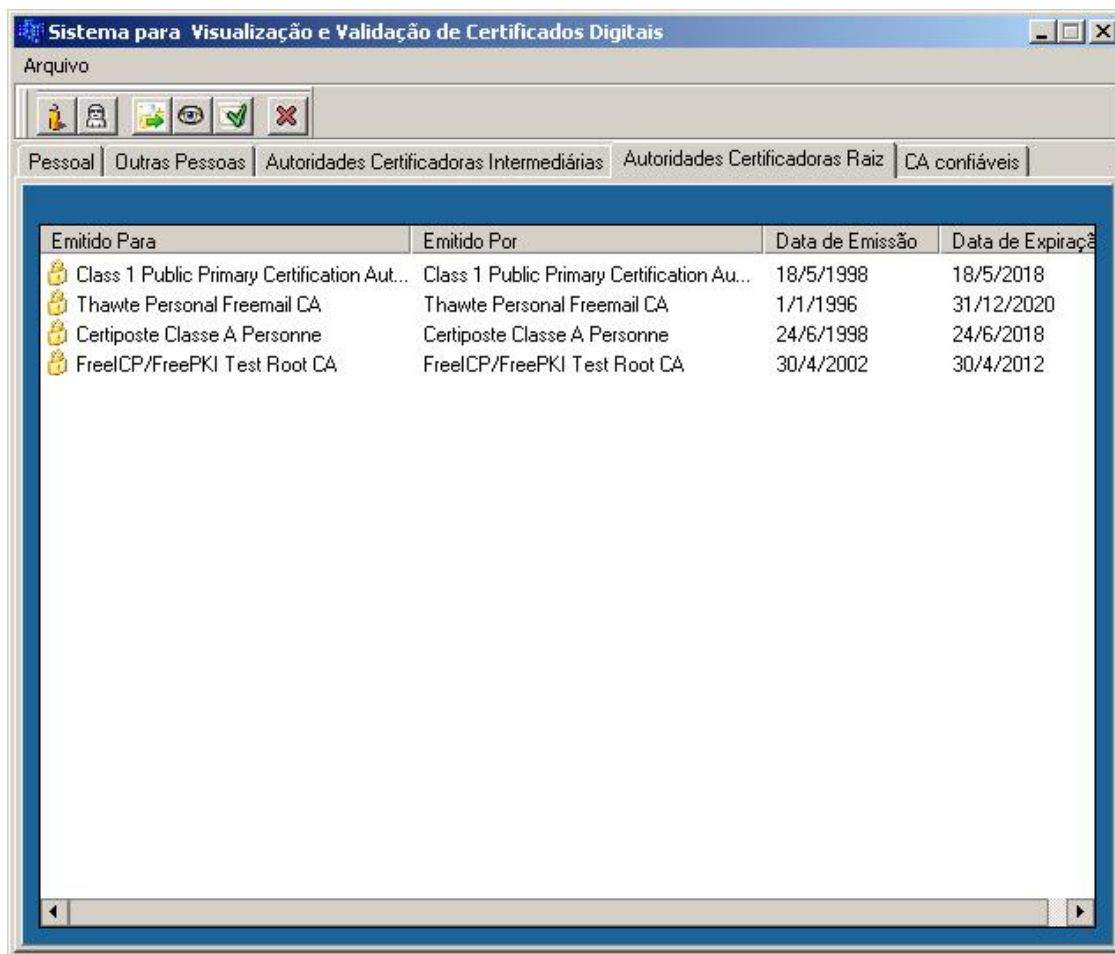 Sistema para Visualização e Validação de Certificados Digitais
Arquivo
Pessoal Outras Pessoas Autoridades Certificadoras Intermediárias Autoridades Certificadoras Raiz CA confiáveis
Emitido Para Emitido Por Data de Emissão Data de Expiraçã
Class 1 Public Primary Certification Aut... Class 1 Public Primary Certification Au... 18/5/1998 18/5/2018
Thawte Personal Freemail CA Thawte Personal Freemail CA 1/1/1996 31/12/2020
Certiposte Classe A Personne Certiposte Classe A Personne 24/6/1998 24/6/2018
FreeICP/FreePKI Test Root CA FreeICP/FreePKI Test Root CA 30/4/2002 30/4/2012